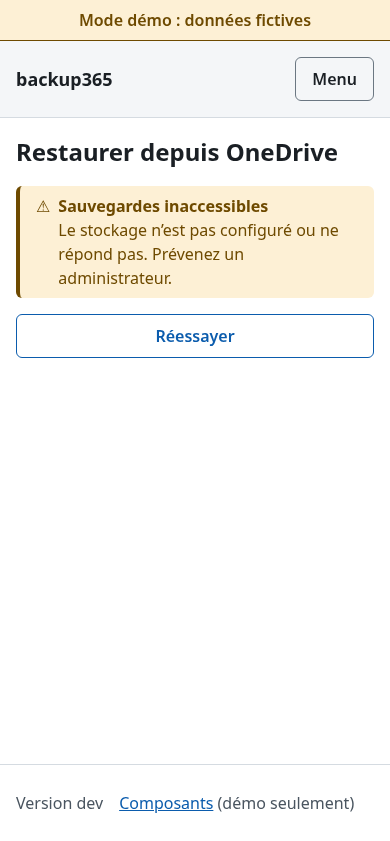 Mode démo : données fictives
backup365
Menu
Restaurer depuis OneDrive
⚠ Sauvegardes inaccessibles
Le stockage n’est pas configuré ou ne
répond pas. Prévenez un
administrateur.
Réessayer
Version dev Composants (démo seulement)